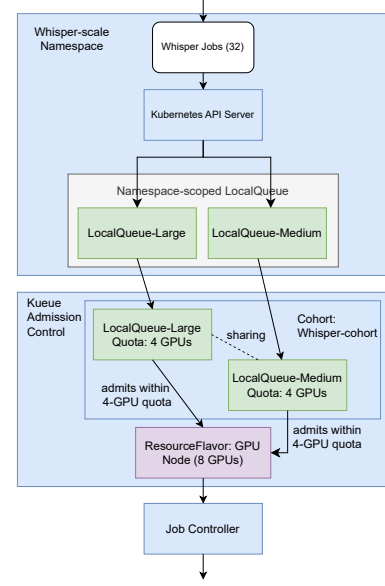 Whisper-scale
Namespace
Whisper Jobs (32)
Kubernetes API Server
Namespace-scoped LocalQueue
LocalQueue-Large
LocalQueue-Medium
Kueue
Admission
Control
LocalQueue-Large
Quota: 4 GPUs
sharing
Cohort:
Whisper-cohort
LocalQueue-Medium
Quota: 4 GPUs
admits within
4-GPU quota
admits within
4-GPU quota
ResourceFlavor: GPU
Node (8 GPUs)
Job Controller